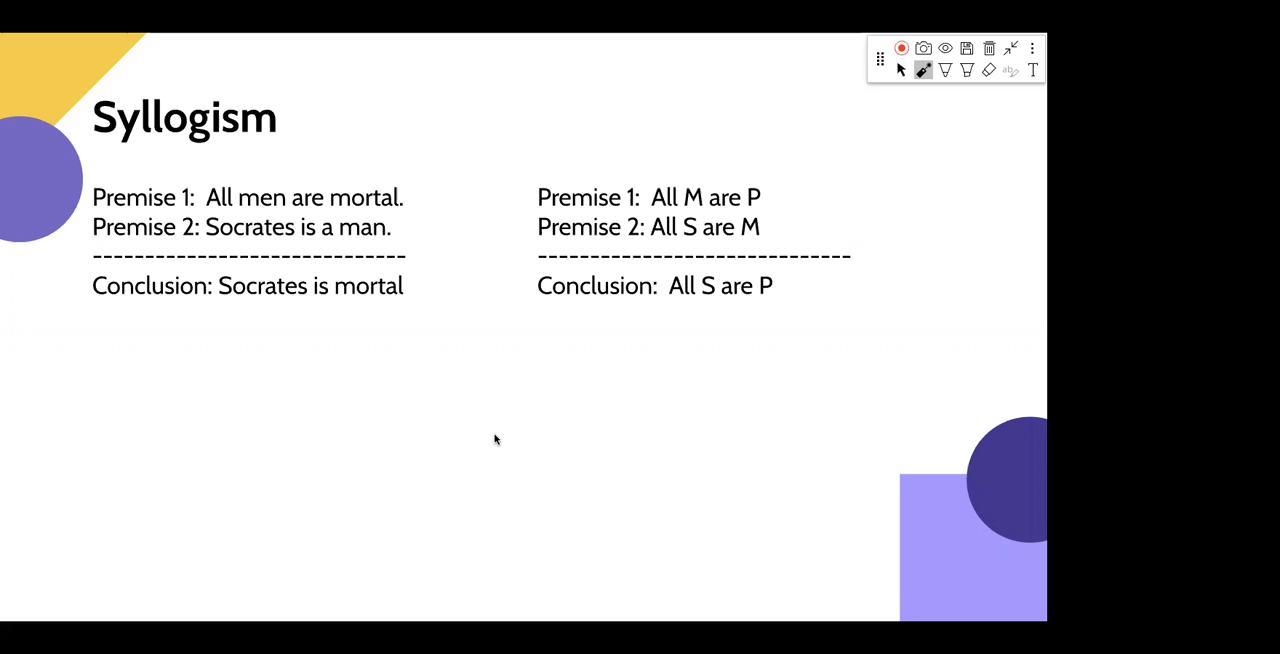 Syllogism
Premise 1:  All men are mortal.
Premise 2: Socrates is a man.
------------------------------
Conclusion: Socrates is mortal
Premise 1:  All M are P
Premise 2: All S are M
------------------------------
Conclusion:  All S are P
ab
T